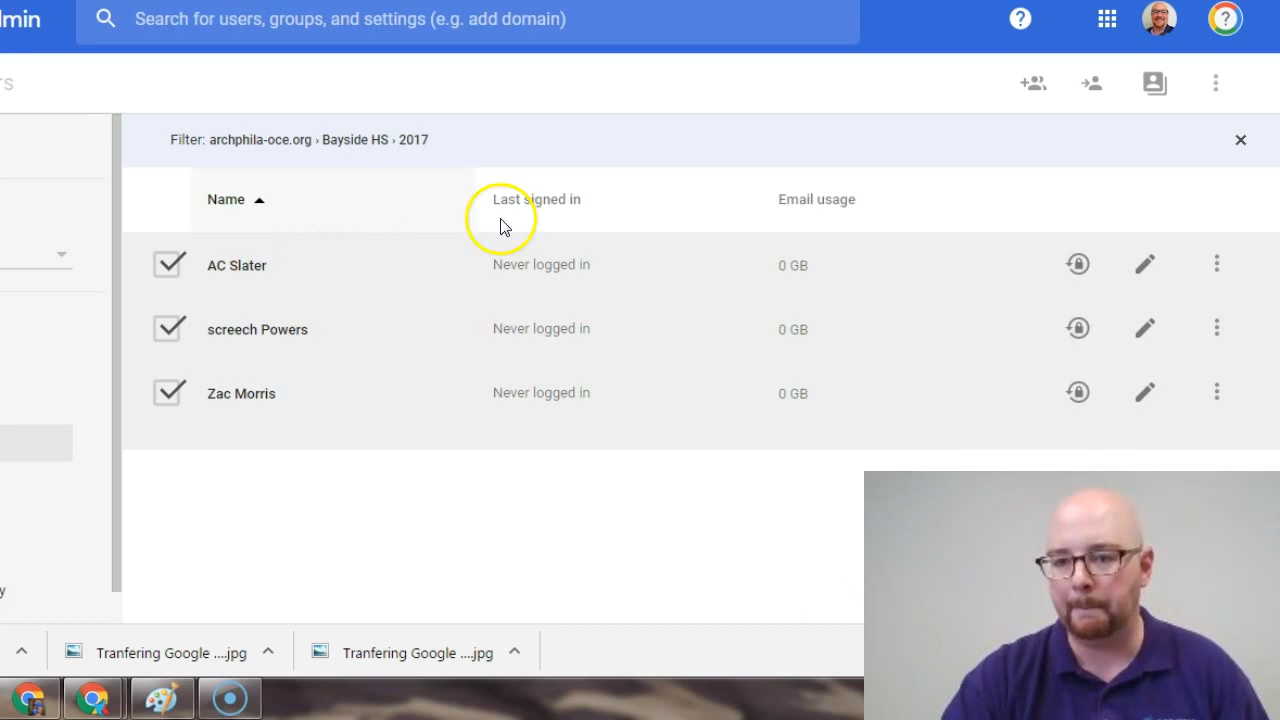 dmin
Search for users, groups, and settings (e.g. add domain)
rs
Filter: archphila-oce.org › Bayside HS › 2017
Name
Last signed in
Email usage
AC Slater
Never logged in
0 GB
screech Powers
Never logged in
0 GB
Zac Morris
Never logged in
0 GB
y
Tranfering Google ....jpg
Tranfering Google ....jpg